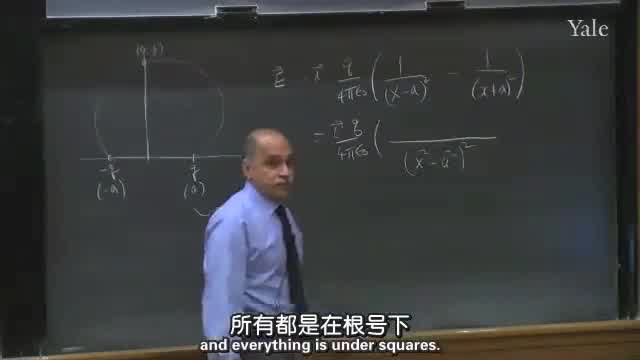 Yale
(0, y)
E = i q/4πε₀ ( 1/(x-a)² - 1/(x+a)² )
= i q/4πε₀ ( /(x²-a²)²
-q q
(-a) (a)
所有都是在根号下
and everything is under squares.